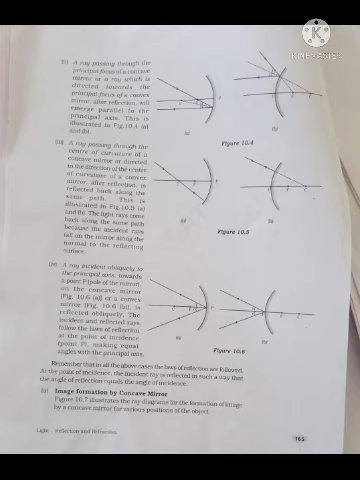 KINEMASTER
(ii) A ray passing through the
principal focus of a concave
mirror or a ray which is
directed towards the
principal focus of a convex
mirror, after reflection, will
emerge parallel to the
principal axis. This is
illustrated in Fig.10.4 (a)
and (b).
(a)
(b)
Figure 10.4
(iii) A ray passing through the
centre of curvature of a
concave mirror or directed
in the direction of the centre
of curvature of a convex
mirror, after reflection, is
reflected back along the
same path. This is
illustrated in Fig.10.5 (a)
and (b). The light rays come
back along the same path
because the incident rays
fall on the mirror along the
normal to the reflecting
surface.
(a)
(b)
Figure 10.5
(iv) A ray incident obliquely to
the principal axis, towards
a point P (pole of the mirror),
on the concave mirror
[Fig. 10.6 (a)] or a convex
mirror [Fig. 10.6 (b)], is
reflected obliquely. The
incident and reflected rays
follow the laws of reflection
at the point of incidence
(point P), making equal
angles with the principal axis.
(a)
(b)
Figure 10.6
Remember that in all the above cases the laws of reflection are followed.
At the point of incidence, the incident ray is reflected in such a way that
the angle of reflection equals the angle of incidence.
(a) Image formation by Concave Mirror
Figure 10.7 illustrates the ray diagrams for the formation of image
by a concave mirror for various positions of the object.
Light – Reflection and Refraction
165